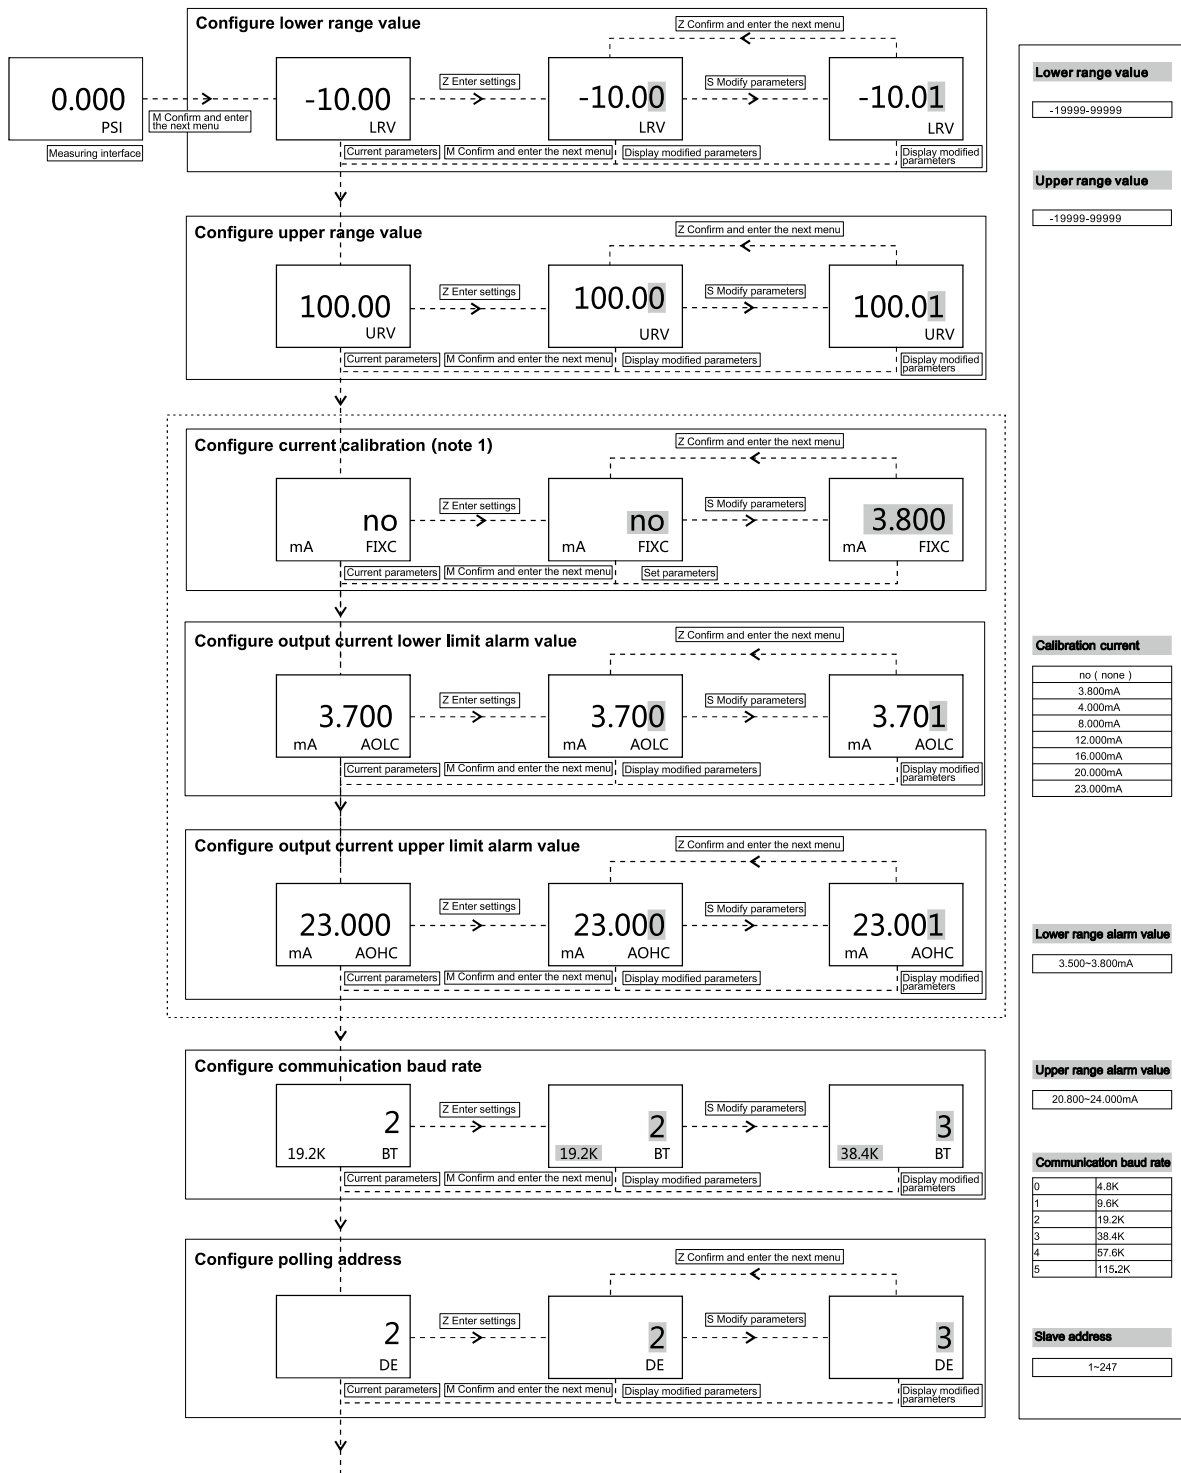 Configure lower range value
Z Confirm and enter the next menu
0.000
PSI
Measuring interface
M Confirm and enter
the next menu
-10.00
LRV
Z Enter settings
-10.00
LRV
S Modify parameters
-10.01
LRV
Current parameters
M Confirm and enter the next menu
Display modified parameters
Display modified
parameters
Configure upper range value
Z Confirm and enter the next menu
100.00
URV
Z Enter settings
100.00
URV
S Modify parameters
100.01
URV
Current parameters
M Confirm and enter the next menu
Display modified parameters
Display modified
parameters
Configure current calibration (note 1)
Z Confirm and enter the next menu
no
mA FIXC
Z Enter settings
no
mA FIXC
S Modify parameters
3.800
mA FIXC
Current parameters
M Confirm and enter the next menu
Set parameters
Configure output current lower limit alarm value
Z Confirm and enter the next menu
3.700
mA AOLC
Z Enter settings
3.700
mA AOLC
S Modify parameters
3.701
mA AOLC
Current parameters
M Confirm and enter the next menu
Display modified parameters
Display modified
parameters
Configure output current upper limit alarm value
Z Confirm and enter the next menu
23.000
mA AOHC
Z Enter settings
23.000
mA AOHC
S Modify parameters
23.001
mA AOHC
Current parameters
M Confirm and enter the next menu
Display modified parameters
Display modified
parameters
Configure communication baud rate
2
19.2K BT
Z Enter settings
2
19.2K BT
S Modify parameters
3
38.4K BT
Current parameters
M Confirm and enter the next menu
Display modified parameters
Display modified
parameters
Configure polling address
Z Confirm and enter the next menu
2
DE
Z Enter settings
2
DE
S Modify parameters
3
DE
Current parameters
M Confirm and enter the next menu
Display modified parameters
Display modified
parameters
Lower range value
-19999-99999
Upper range value
-19999-99999
Calibration current
no ( none )
3.800mA
4.000mA
8.000mA
12.000mA
16.000mA
20.000mA
23.000mA
Lower range alarm value
3.500~3.800mA
Upper range alarm value
20.800~24.000mA
Communication baud rate
0 4.8K
1 9.6K
2 19.2K
3 38.4K
4 57.6K
5 115.2K
Slave address
1~247